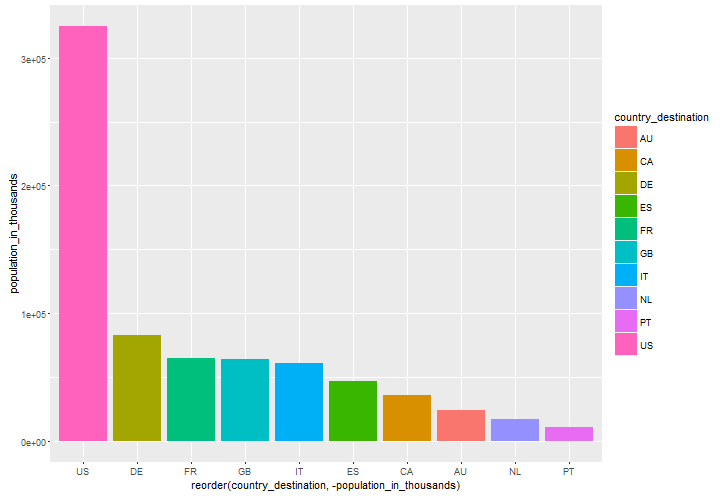 3e+05
2e+05
1e+05
0e+00
population_in_thousands
US DE FR GB IT ES CA AU NL PT
reorder(country_destination, -population_in_thousands)
country_destination
AU
CA
DE
ES
FR
GB
IT
NL
PT
US